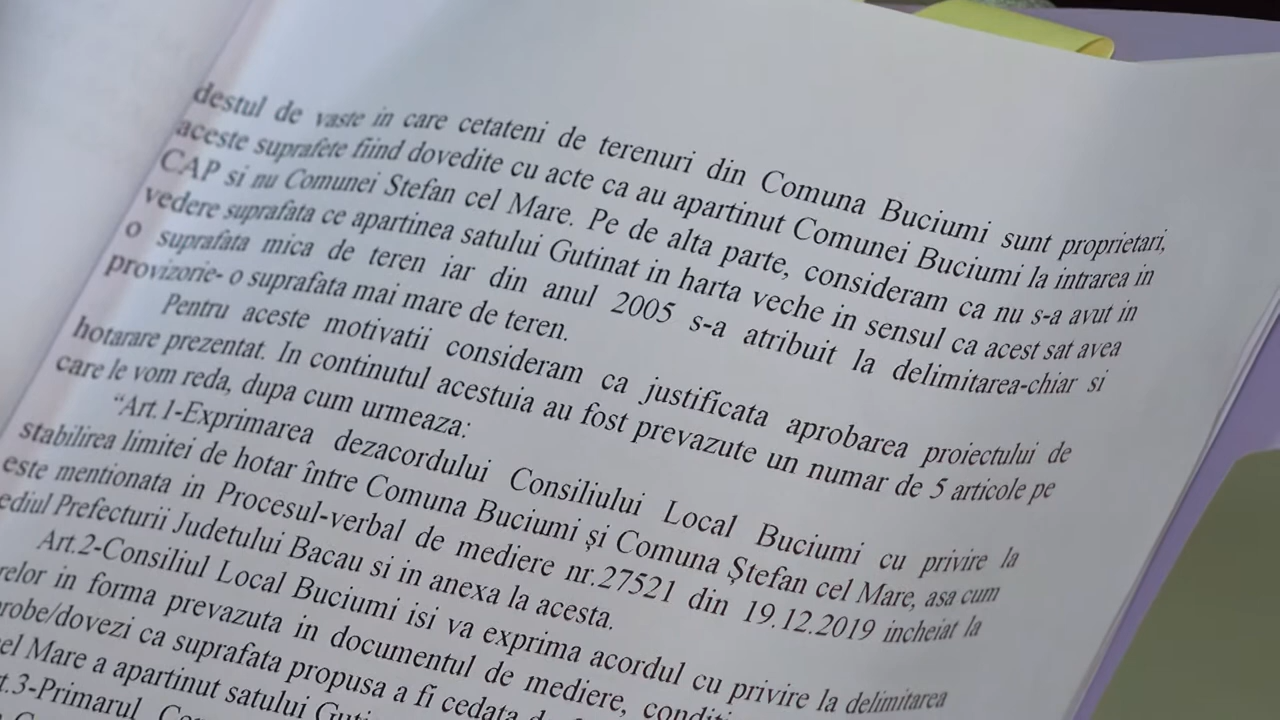 destul de vaste in care cetateni de terenuri din Comuna Buciumi sunt proprietari,
aceste suprafete fiind dovedite cu acte ca au apartinut Comunei Buciumi la intrarea in
CAP si nu Comunei Stefan cel Mare. Pe de alta parte, consideram ca nu s-a avut in
vedere suprafata ce apartinea satului Gutinat in harta veche in sensul ca acest sat avea
o suprafata mica de teren iar din anul 2005 s-a atribuit la delimitarea-chiar si
provizorie- o suprafata mai mare de teren.
Pentru aceste motivatii consideram ca justificata aprobarea proiectului de
hotarare prezentat. In continutul acestuia au fost prevazute un numar de 5 articole pe
care le vom reda, dupa cum urmeaza:
“Art.1-Exprimarea dezacordului Consiliului Local Buciumi cu privire la
stabilirea limitei de hotar între Comuna Buciumi și Comuna Ștefan cel Mare, asa cum
este mentionata in Procesul-verbal de mediere nr.27521 din 19.12.2019 incheiat la
ediul Prefecturii Judetului Bacau si in anexa la acesta.
Art.2-Consiliul Local Buciumi isi va exprima acordul cu privire la delimitarea
relor in forma prevazuta in documentul de mediere, conditi
robe/dovezi ca suprafata propusa a fi cedata d
el Mare a apartinut satului Guti
t.3-Primarul Co